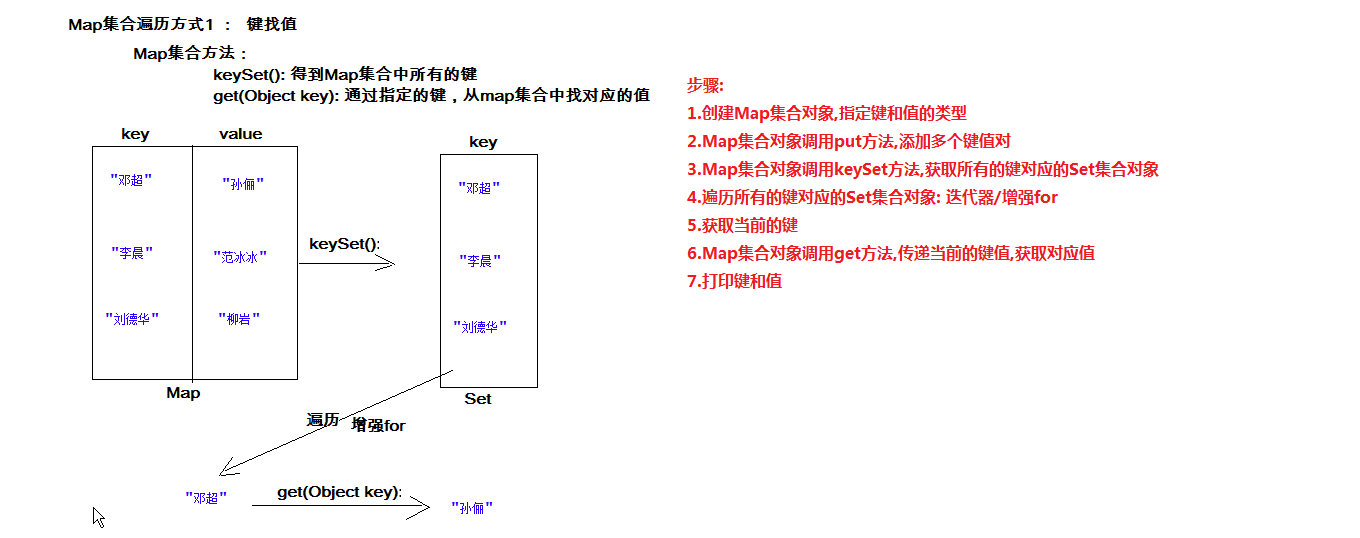 Map集合遍历方式1 ： 键找值
Map集合方法：
keySet(): 得到Map集合中所有的键
get(Object key): 通过指定的键，从map集合中找对应的值
key value
"邓超" "孙俪"
"李晨" "范冰冰"
"刘德华" "柳岩"
Map
keySet():
key
"邓超"
"李晨"
"刘德华"
Set
遍历 增强for
"邓超" get(Object key): "孙俪"
步骤:
1.创建Map集合对象,指定键和值的类型
2.Map集合对象调用put方法,添加多个键值对
3.Map集合对象调用keySet方法,获取所有的键对应的Set集合对象
4.遍历所有的键对应的Set集合对象: 迭代器/增强for
5.获取当前的键
6.Map集合对象调用get方法,传递当前的键值,获取对应值
7.打印键和值